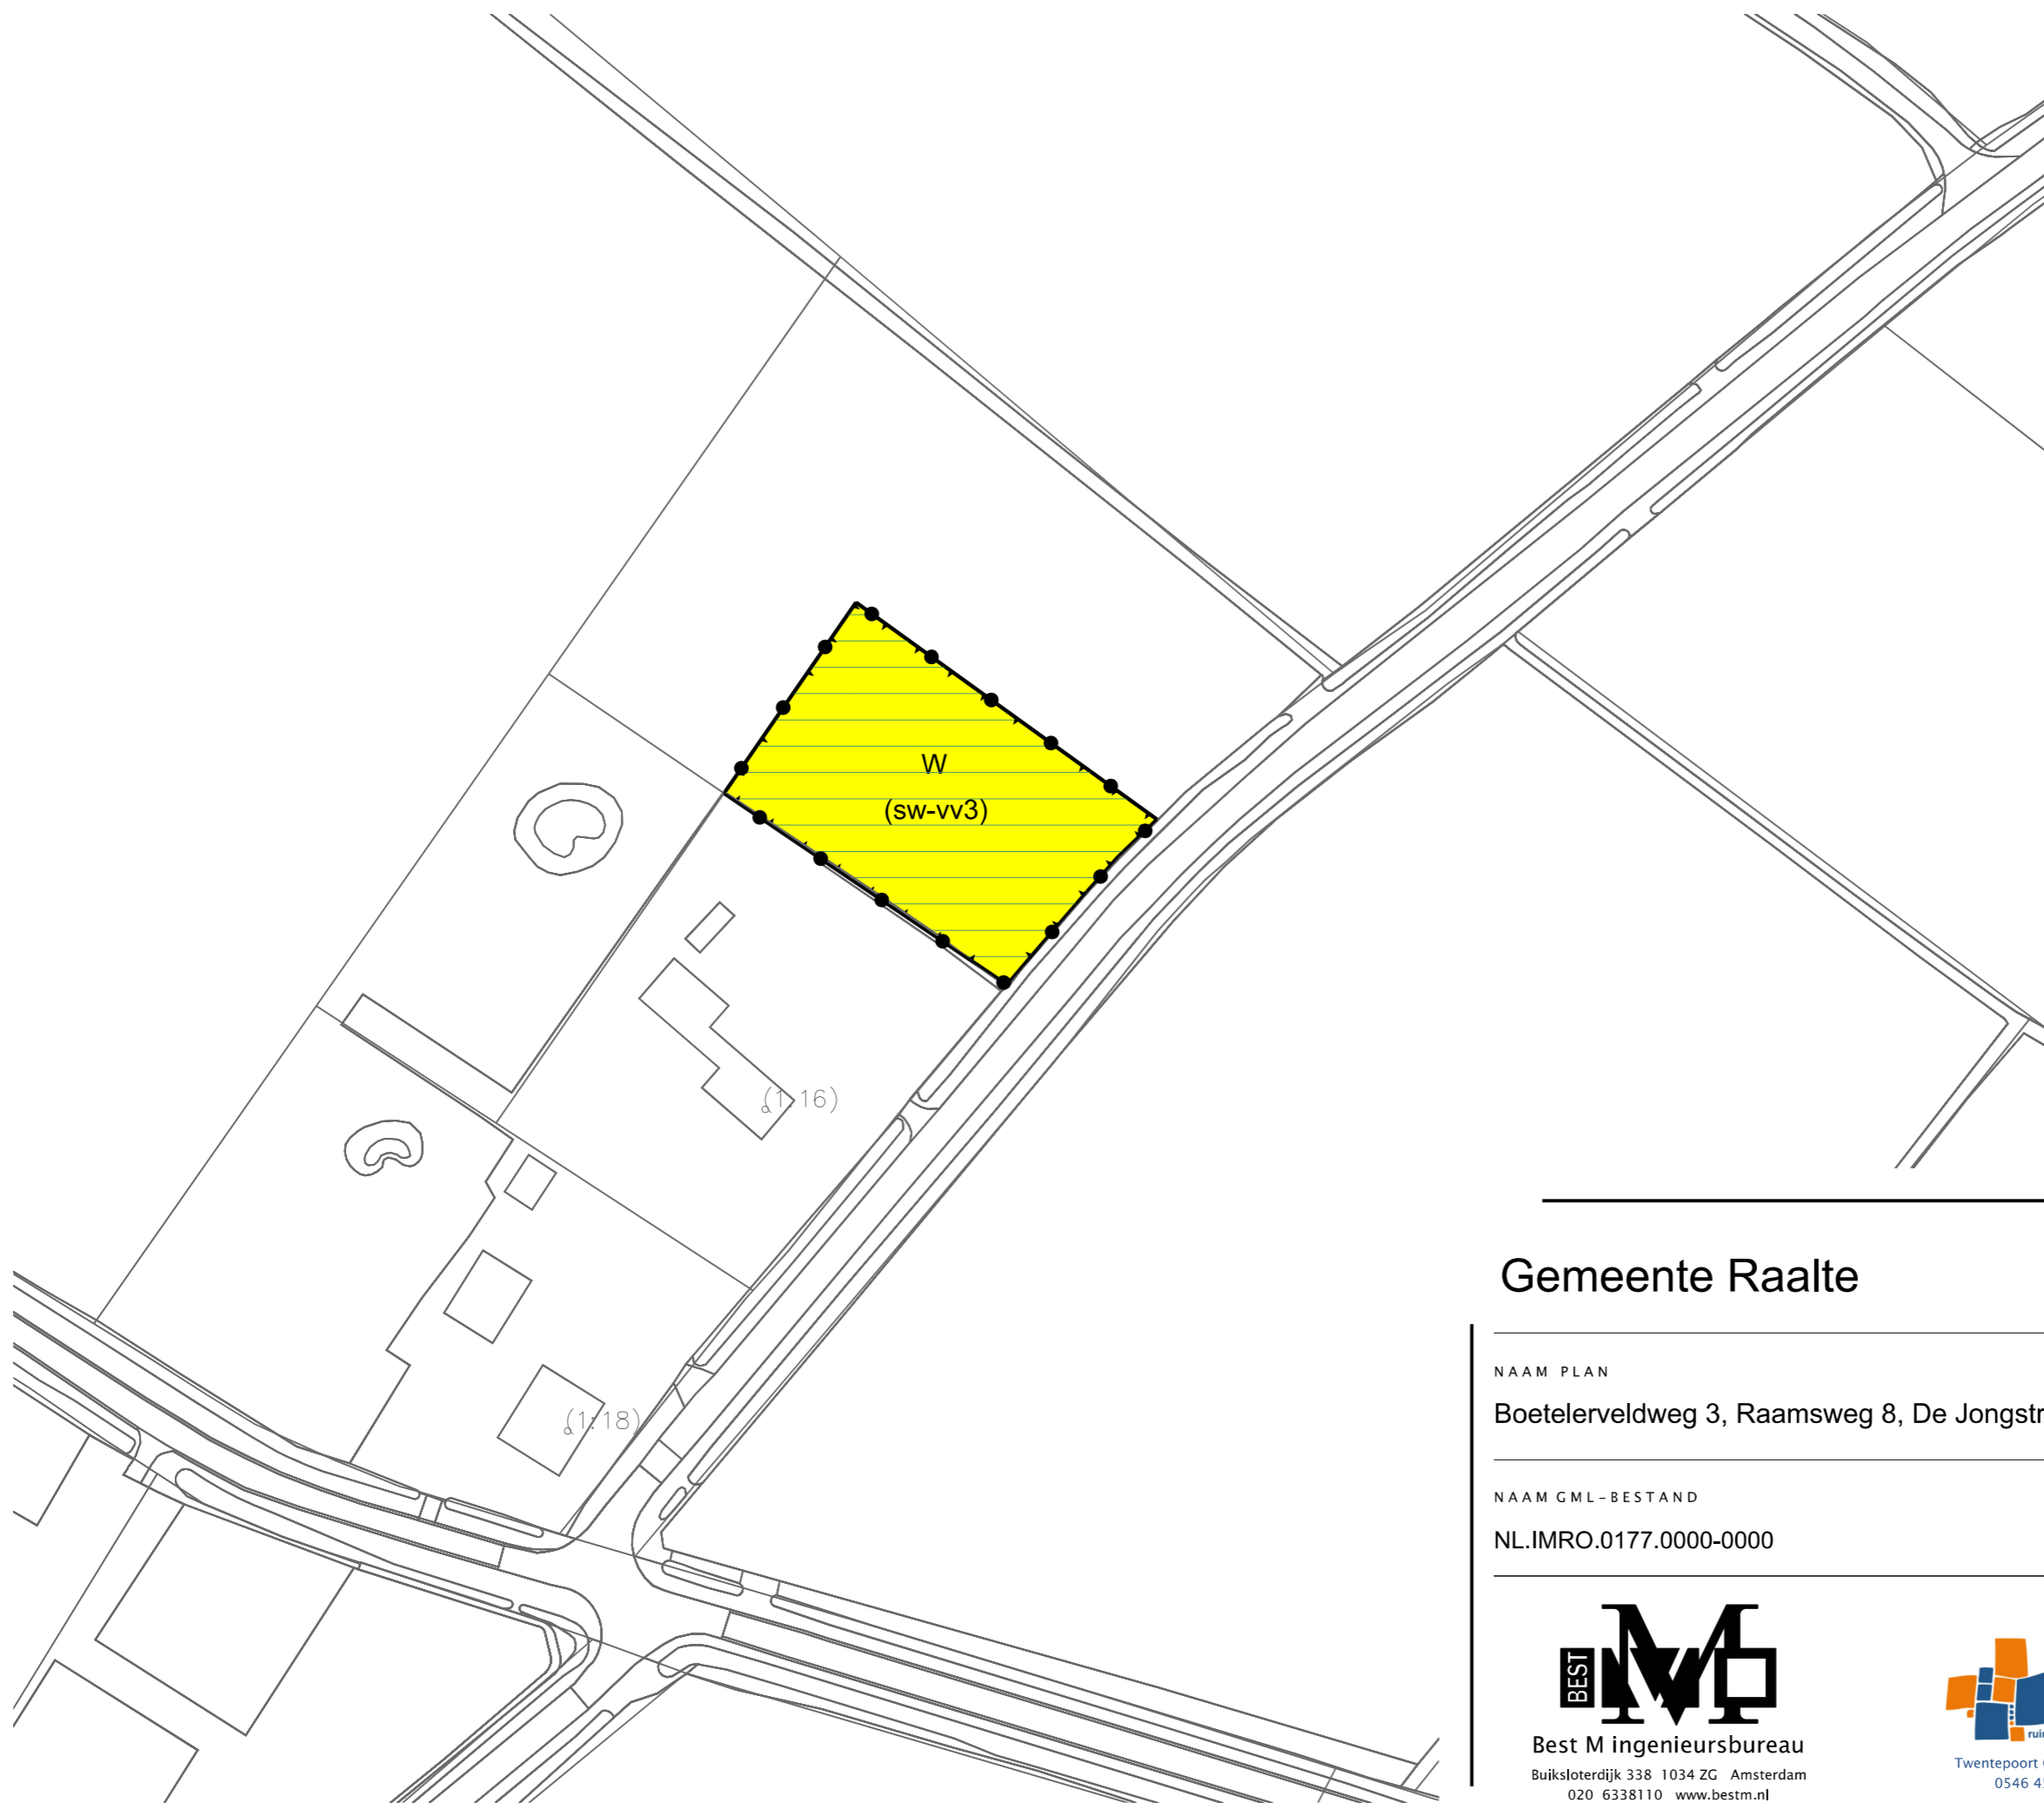 W
(sw-vv3)
(1:16)
(1:18)
Gemeente Raalte
NAAM PLAN
Boetelerveldweg 3, Raamsweg 8, De Jongstr
NAAM GML-BESTAND
NL.IMRO.0177.0000-0000
BEST
Best M ingenieursbureau
Buiksloterdijk 338 1034 ZG Amsterdam
020 6338110 www.bestm.nl
Twentepoort
0546 4